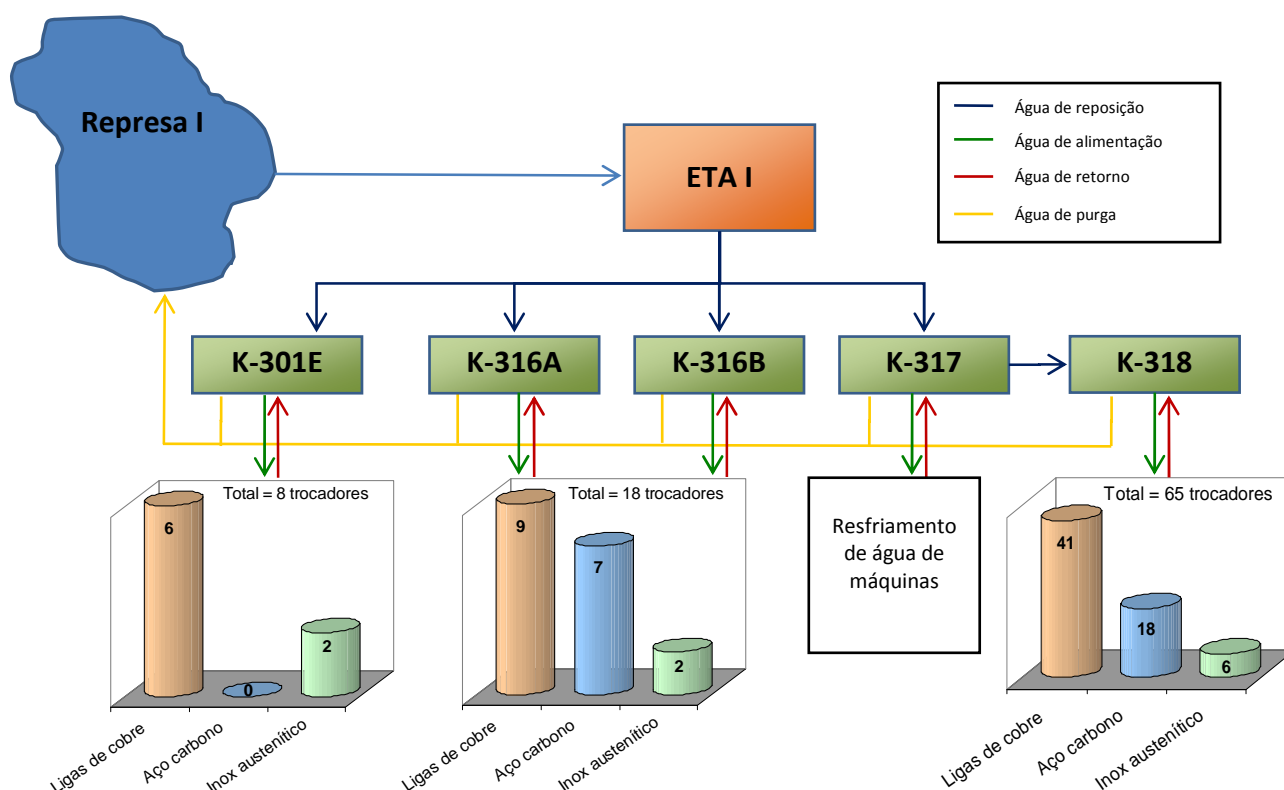 Represa I
ETA I
Água de reposição
Água de alimentação
Água de retorno
Água de purga
K-301E
K-316A
K-316B
K-317
K-318
Total = 8 trocadores
6
0
2
Ligas de cobre
Aço carbono
Inox austenítico
Total = 18 trocadores
9
7
2
Ligas de cobre
Aço carbono
Inox austenítico
Resfriamento
de água de
máquinas
Total = 65 trocadores
41
18
6
Ligas de cobre
Aço carbono
Inox austenítico